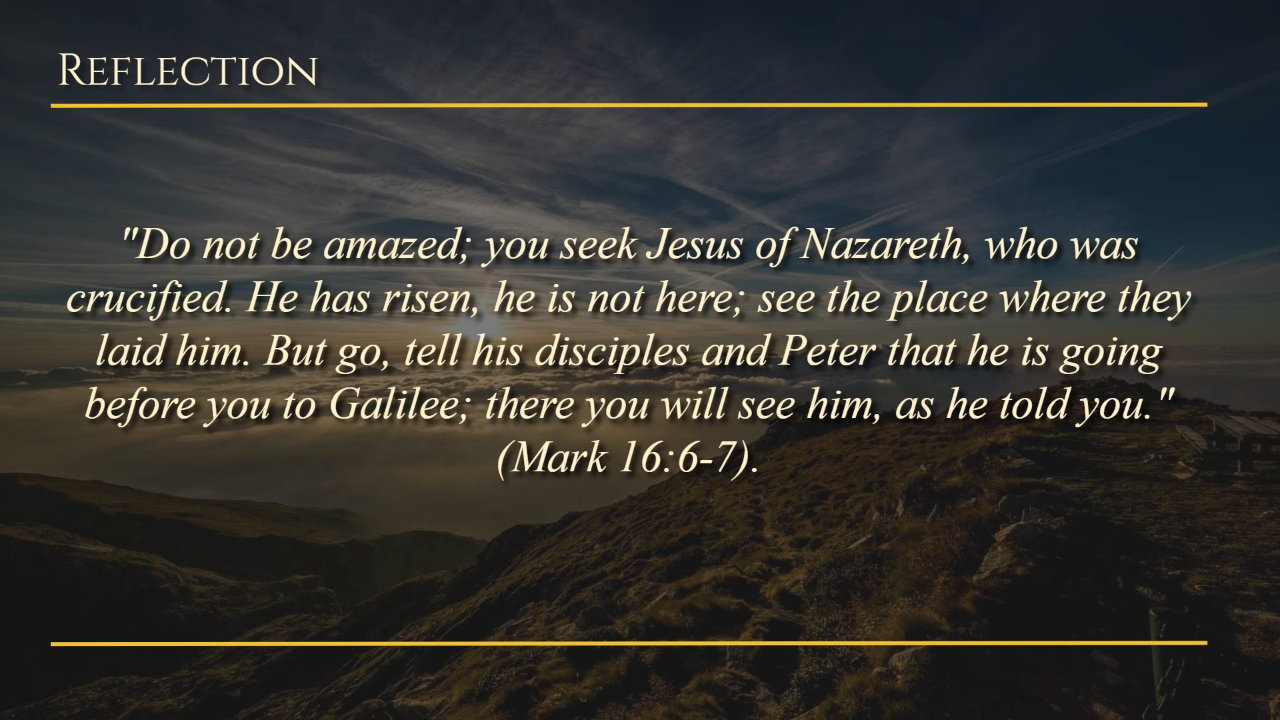 Reflection
"Do not be amazed; you seek Jesus of Nazareth, who was
crucified. He has risen, he is not here; see the place where they
laid him. But go, tell his disciples and Peter that he is going
before you to Galilee; there you will see him, as he told you."
(Mark 16:6-7).